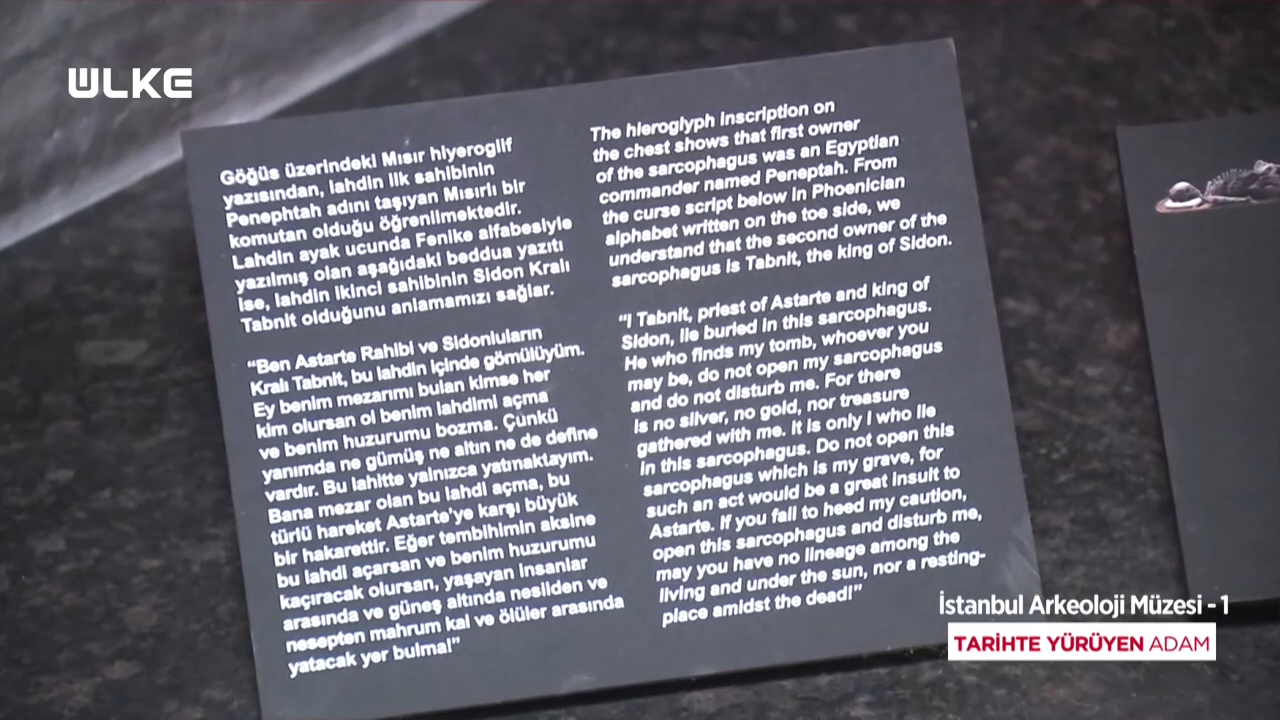 ÜLKE
Göğüs üzerindeki Mısır hiyeroglif
yazısından, lahdin ilk sahibinin
Penephtah adını taşıyan Mısırlı bir
komutan olduğu öğrenilmektedir.
Lahdin ayak ucunda Fenike alfabesiyle
yazılmış olan aşağıdaki beddua yazıtı
ise, lahdin ikinci sahibinin Sidon Kralı
Tabnit olduğunu anlamamızı sağlar.
“Ben Astarte Rahibi ve Sidonluların
Kralı Tabnit, bu lahdin içinde gömülüyüm.
Ey benim mezarımı bulan kimse her
kim olursan ol benim lahdimi açma
ve benim huzurumu bozma. Çünkü
yanımda ne gümüş ne altın ne de define
vardır. Bu lahitte yalnızca yatınaktayım.
Bana mezar olan bu lahdi açma, bu
türlü hareket Astarte’ye karşı büyük
bir hakarettir. Eğer tembihimin aksine
bu lahdi açarsan ve benim huzurumu
kaçıracak olursan, yaşayan insanlar
arasında ve güneş altında nesilden ve
nesepten mahrum kal ve ölüler arasında
yatacak yer bulma!”
The hieroglyph inscription on
the chest shows that first owner
of the sarcophagus was an Egyptian
commander named Peneptah. From
the curse script below in Phoenician
alphabet written on the toe side, we
understand that the second owner of the
sarcophagus is Tabnit, the king of Sidon.
“I Tabnit, priest of Astarte and king of
Sidon, lie buried in this sarcophagus.
He who finds my tomb, whoever you
may be, do not open my sarcophagus
and do not disturb me. For there
is no silver, no gold, nor treasure
gathered with me. It is only I who lie
in this sarcophagus. Do not open this
sarcophagus which is my grave, for
such an act would be a great insult to
Astarte. If you fail to heed my caution,
open this sarcophagus and disturb me,
may you have no lineage among the
living and under the sun, nor a resting-
place amidst the dead!”
İstanbul Arkeoloji Müzesi - 1
TARİHTE YÜRÜYEN ADAM